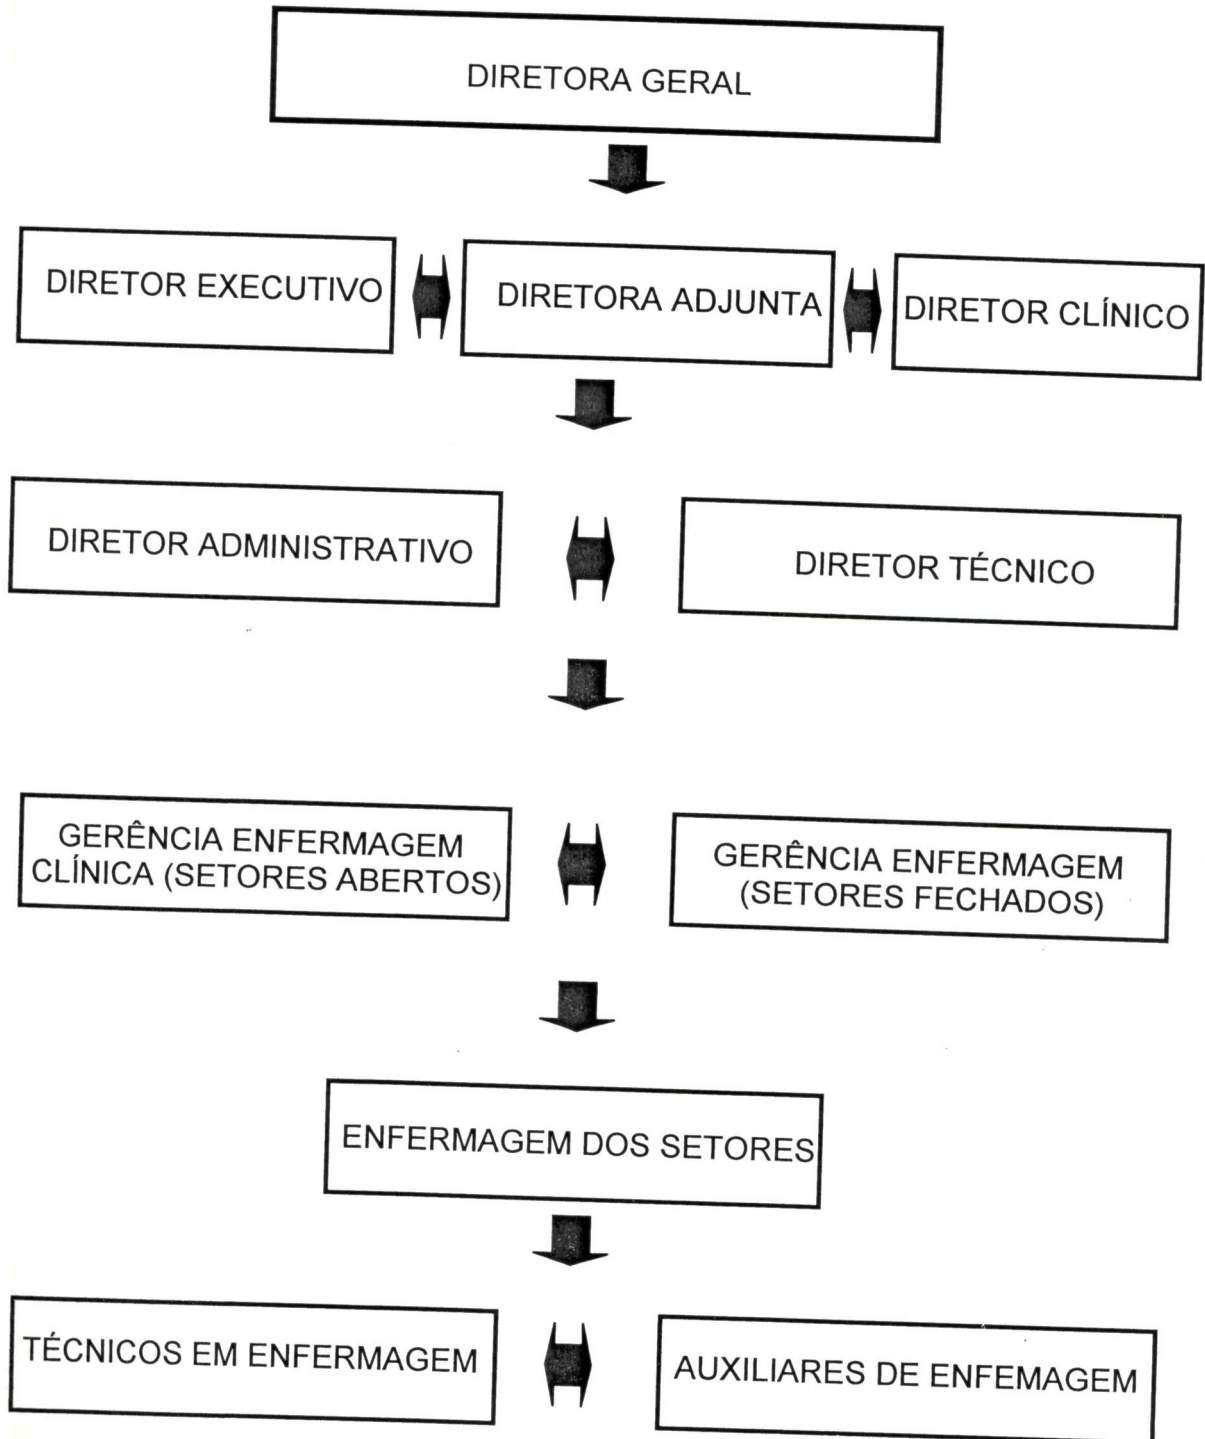 DIRETORA GERAL
DIRETOR EXECUTIVO
DIRETORA ADJUNTA
DIRETOR CLÍNICO
DIRETOR ADMINISTRATIVO
DIRETOR TÉCNICO
GERÊNCIA ENFERMAGEM
CLÍNICA (SETORES ABERTOS)
GERÊNCIA ENFERMAGEM
(SETORES FECHADOS)
ENFERMAGEM DOS SETORES
TÉCNICOS EM ENFERMAGEM
AUXILIARES DE ENFEMAGEM